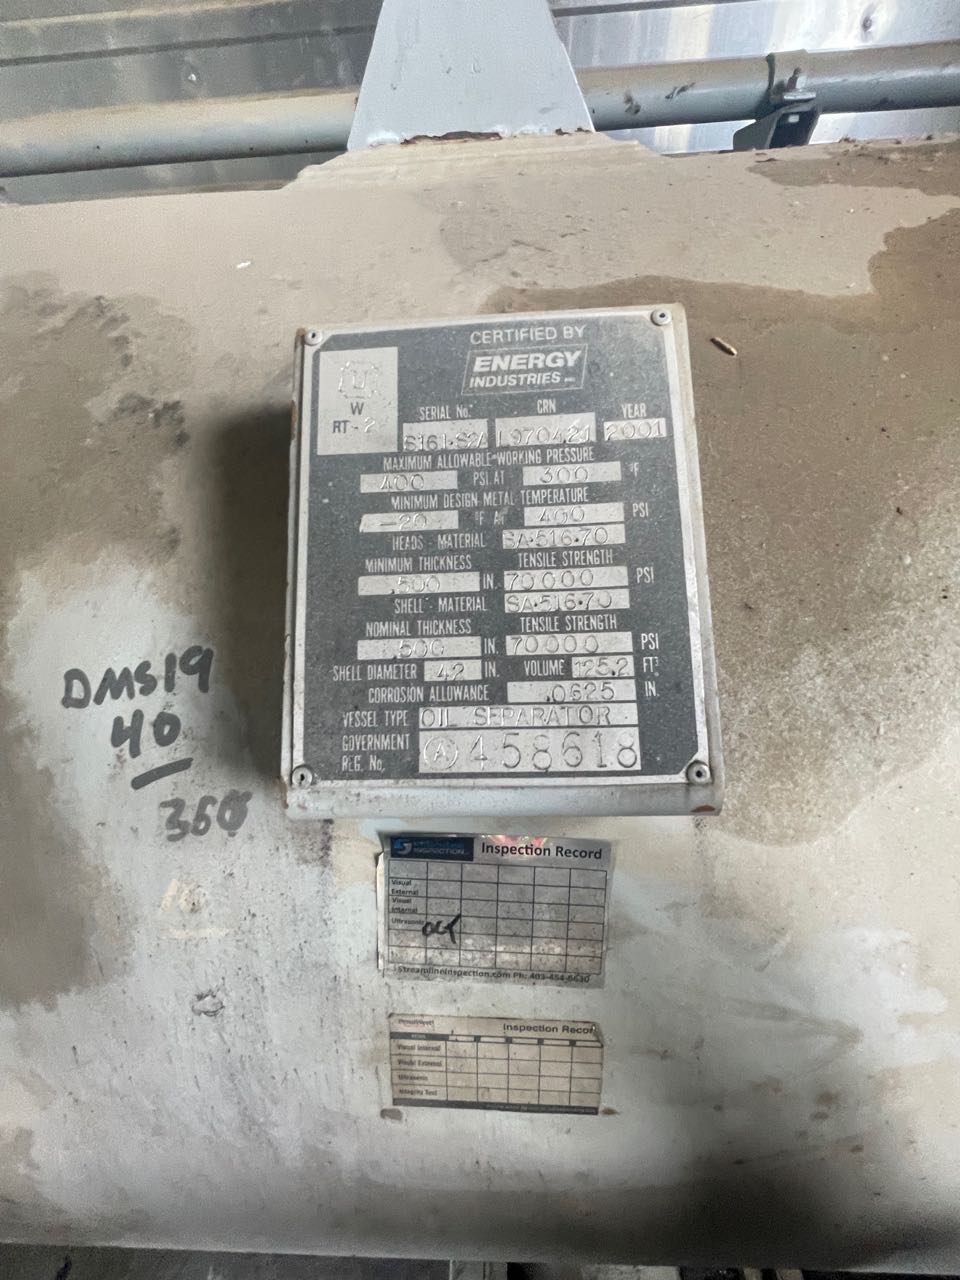 CERTIFIED BY
ENERGY
INDUSTRIES INC.
U
W
RT-2
SERIAL No. CRN YEAR
S161-S2A L9704.21 2001
MAXIMUM ALLOWABLE WORKING PRESSURE
400 PSI AT 300 °F
MINIMUM DESIGN METAL TEMPERATURE
-20 °F AT 400 PSI
HEADS - MATERIAL SA-516-70
MINIMUM THICKNESS TENSILE STRENGTH
.500 IN. 70000 PSI
SHELL - MATERIAL SA-516-70
NOMINAL THICKNESS TENSILE STRENGTH
.500 IN. 70000 PSI
SHELL DIAMETER 42 IN. VOLUME 125.2 FT³
CORROSION ALLOWANCE .0625 IN.
VESSEL TYPE OIL SEPARATOR
GOVERNMENT
REG. No. A 458618
DMS19
40
360
INSPECTION Inspection Record
Visual
External
Visual
Internal
Ultrasonic OCT
StreamlineInspection.com Ph: 403-454-6630
Inspection Recor
Visual Internal
Visual External
Ultrasonic
Integrity Test